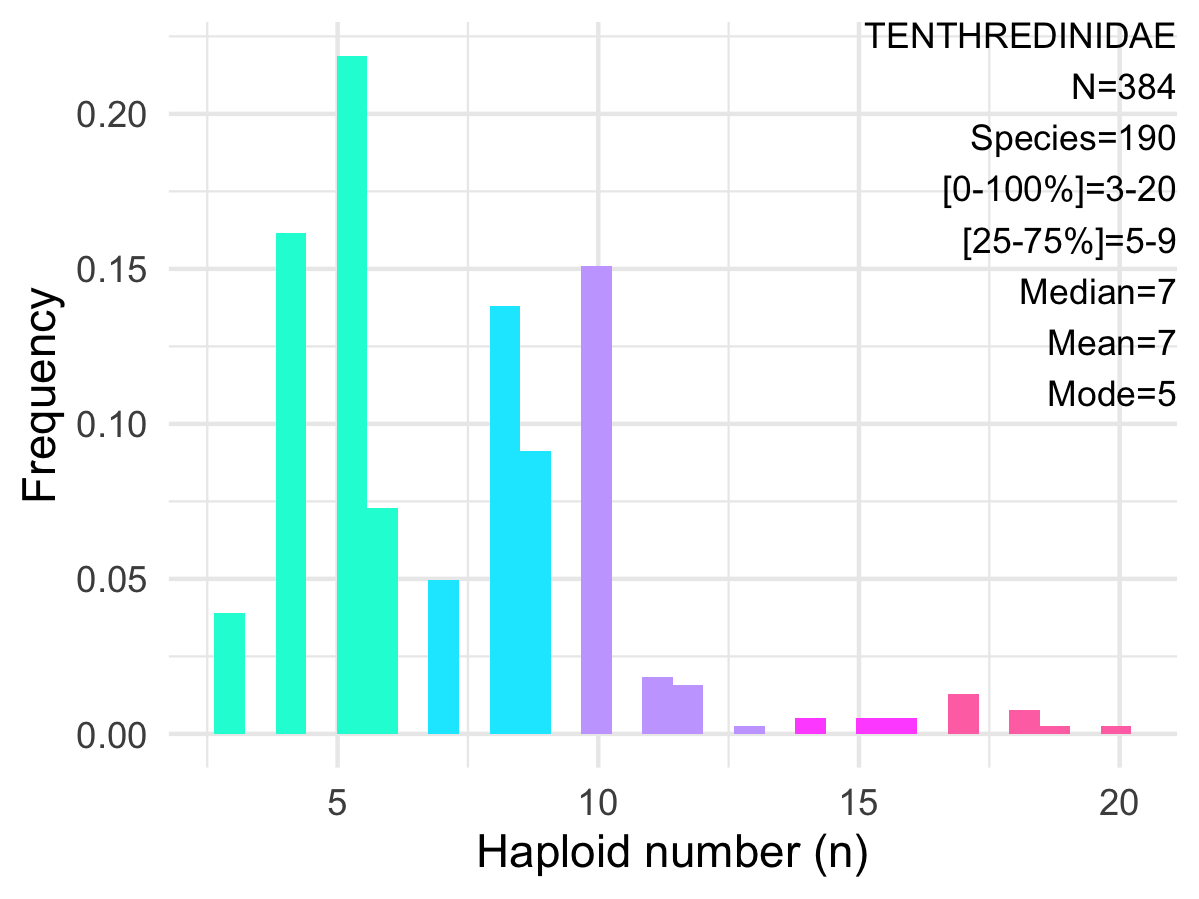 TENTHREDINIDAE
N=384
Species=190
[0-100%]=3-20
[25-75%]=5-9
Median=7
Mean=7
Mode=5
Frequency
0.20
0.15
0.10
0.05
0.00
5 10 15 20
Haploid number (n)